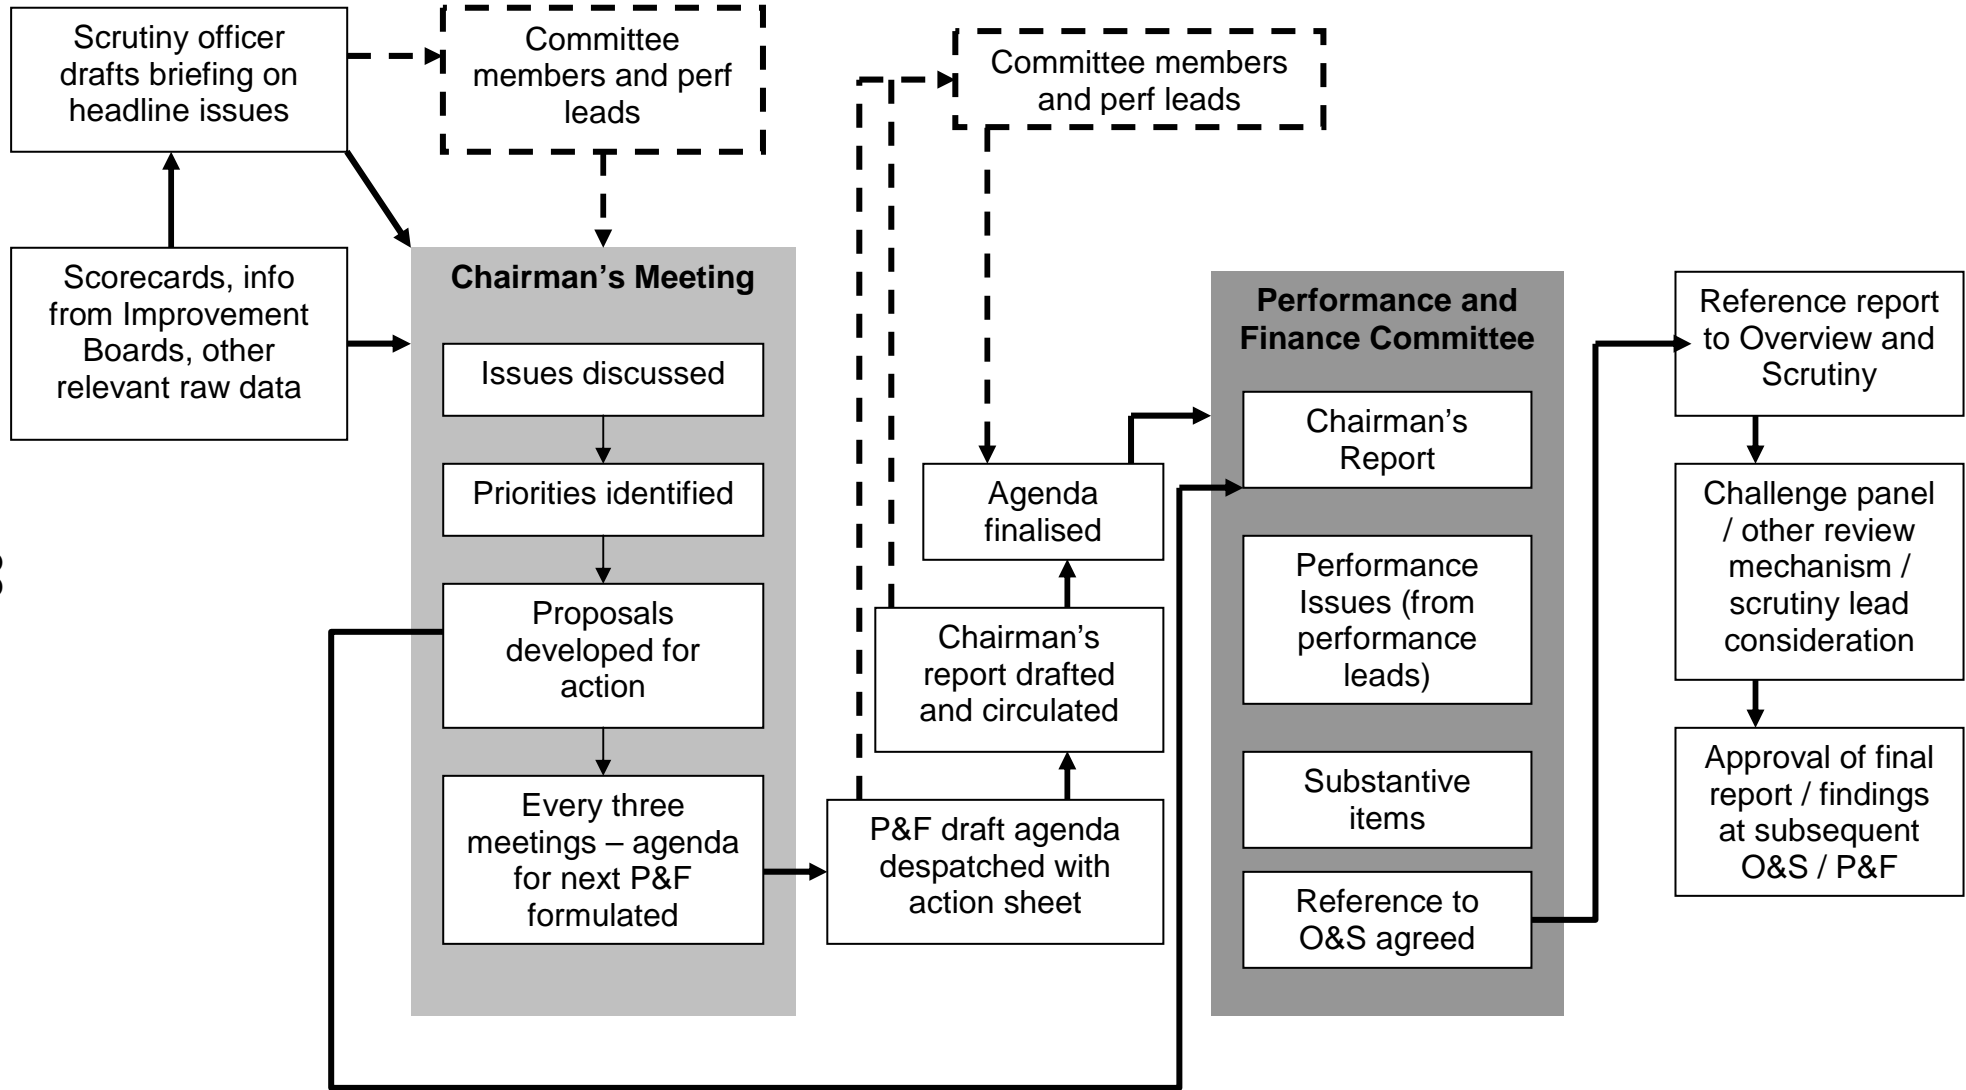 Scrutiny officer
drafts briefing on
headline issues
Committee
members and perf
leads
Committee members
and perf leads
Scorecards, info
from Improvement
Boards, other
relevant raw data
Chairman’s Meeting
Issues discussed
Priorities identified
Proposals
developed for
action
Every three
meetings – agenda
for next P&F
formulated
P&F draft agenda
despatched with
action sheet
Chairman’s
report drafted
and circulated
Agenda
finalised
Performance and
Finance Committee
Chairman’s
Report
Performance
Issues (from
performance
leads)
Substantive
items
Reference to
O&S agreed
Reference report
to Overview and
Scrutiny
Challenge panel
/ other review
mechanism /
scrutiny lead
consideration
Approval of final
report / findings
at subsequent
O&S / P&F